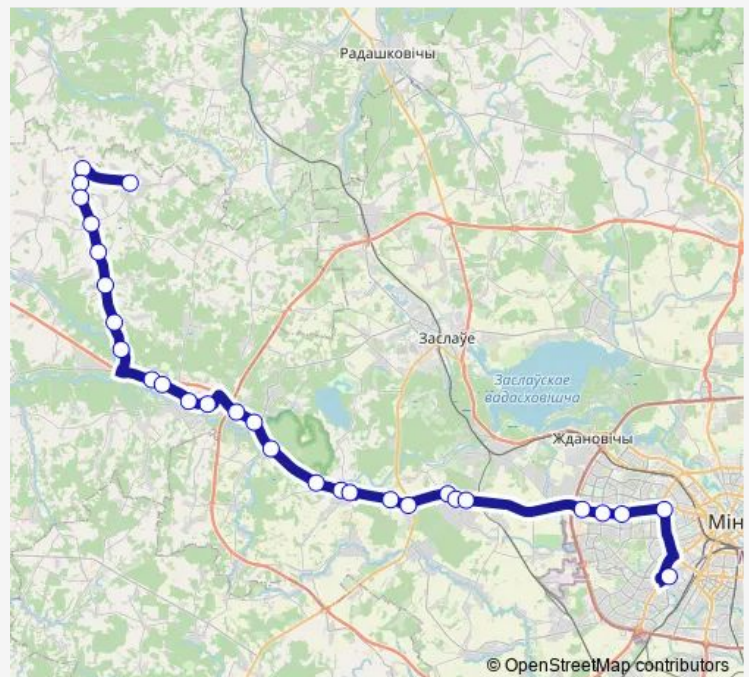 Радашковічы
Заслаўе
Заслаўскае
вадасховішча
Ждановічы
Мін
© OpenStreetMap contributors